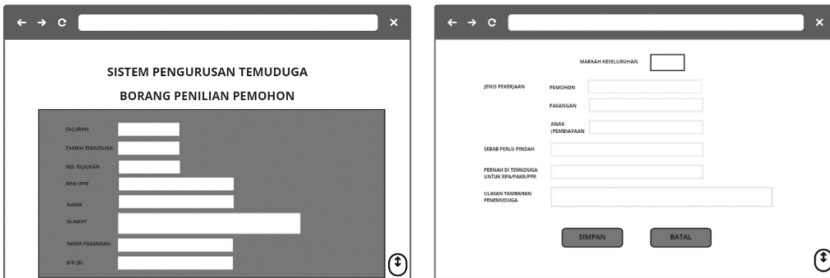 SISTEM PENGURUSAN TEMUDUGA
BORANG PENILIAN PEMOHON
SALURAN
TARIKH TEMUDUGA
NO. RUJUKAN
RPA/ PPR
NAMA
ALAMAT
NAMA PASANGAN
K/P (B)
MARKAH KESELURUHAN
JENIS PEKERJAAN
PEMOHON
PASANGAN
ANAK
(PEMBIAYAAN
SEBAB PERLU PINDAH
PERNAH DI TEMUDUGA
UNTUK RPA/PAKR/PPR
ULASAN TAMBAHAN
PENEMUDUGA
SIMPAN
BATAL